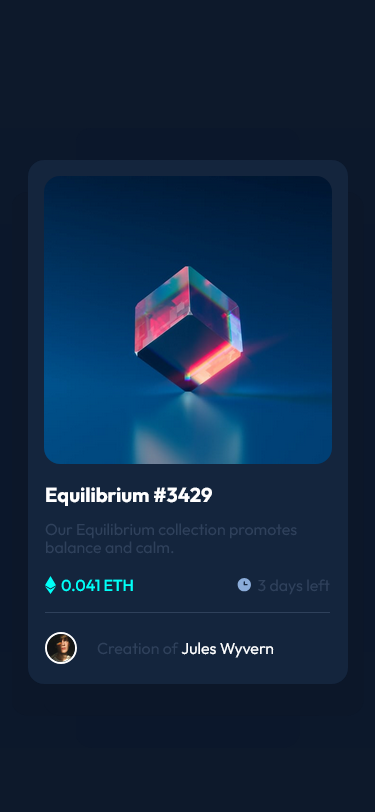 Equilibrium #3429
Our Equilibrium collection promotes
balance and calm.
0.041 ETH
3 days left
Creation of Jules Wyvern